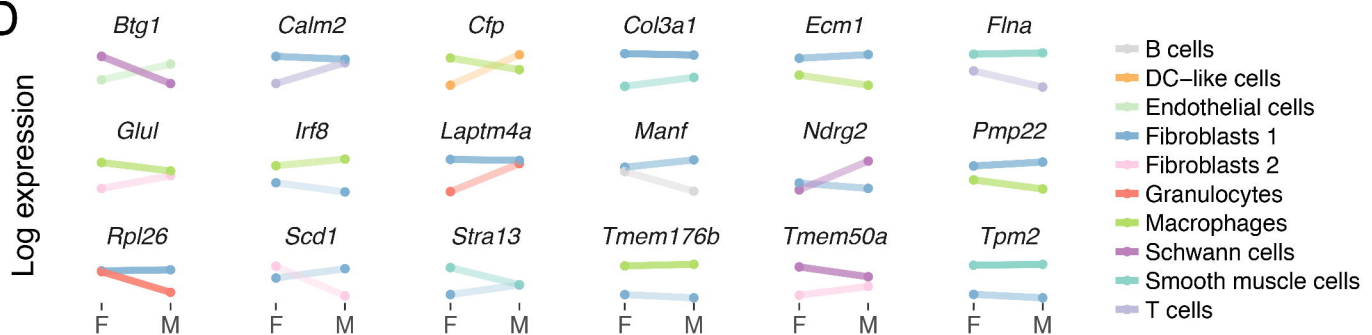 D
Btg1 Calm2 Cfp Col3a1 Ecm1 Flna
Glul Irf8 Laptm4a Manf Ndrg2 Pmp22
Rpl26 Scd1 Stra13 Tmem176b Tmem50a Tpm2
F M F M F M F M F M F M
Log expression
B cells
DC–like cells
Endothelial cells
Fibroblasts 1
Fibroblasts 2
Granulocytes
Macrophages
Schwann cells
Smooth muscle cells
T cells